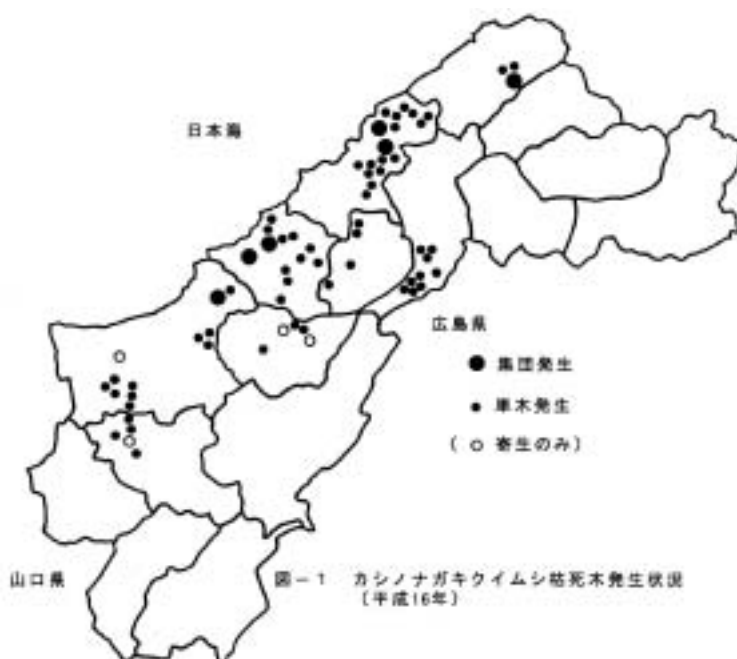 日本海
広島県
● 集団発生
● 単木発生
( ○ 寄生のみ)
山口県
図－1 カシノナガキクイムシ枯死木発生状況
〔平成16年〕